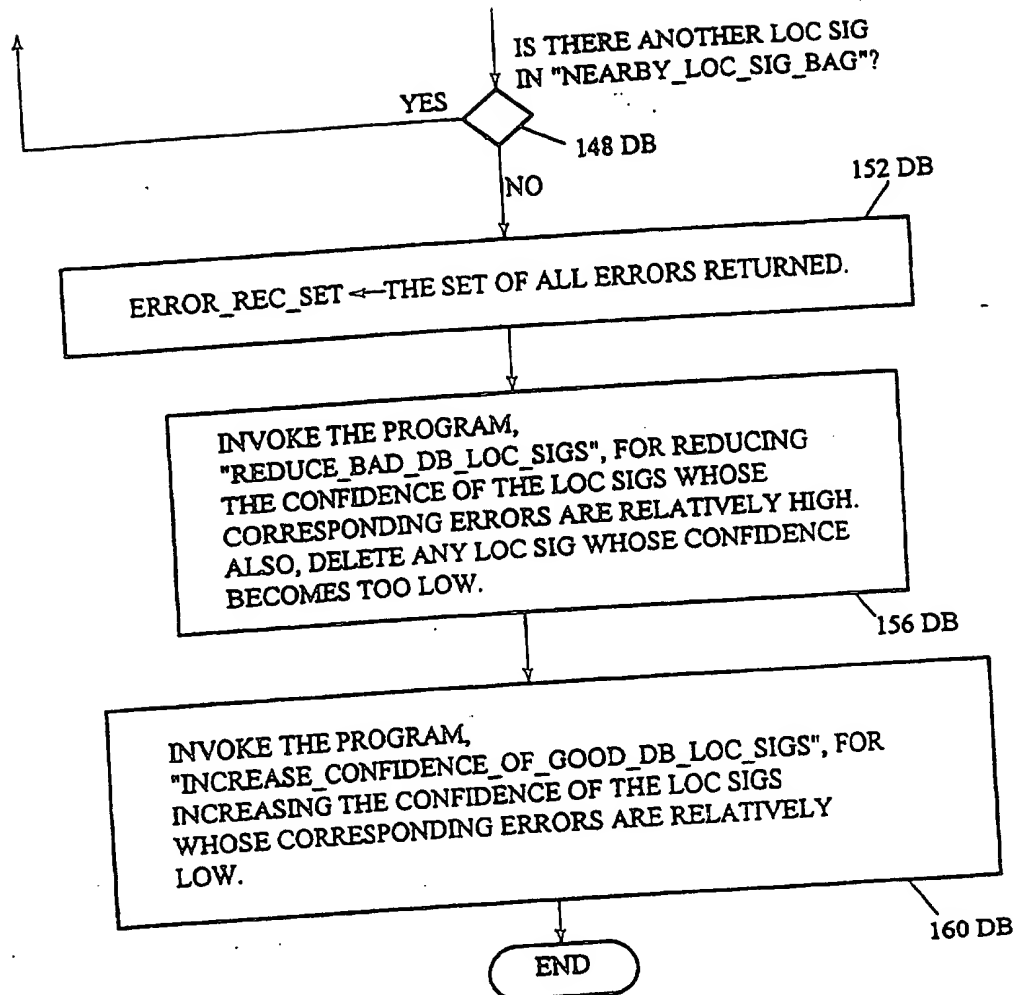 IS THERE ANOTHER LOC SIG
IN "NEARBY_LOC_SIG_BAG"?
YES
148 DB
NO
152 DB
ERROR_REC_SET ←THE SET OF ALL ERRORS RETURNED.
INVOKE THE PROGRAM,
"REDUCE_BAD_DB_LOC_SIGS", FOR REDUCING
THE CONFIDENCE OF THE LOC SIGS WHOSE
CORRESPONDING ERRORS ARE RELATIVELY HIGH.
ALSO, DELETE ANY LOC SIG WHOSE CONFIDENCE
BECOMES TOO LOW.
156 DB
INVOKE THE PROGRAM,
"INCREASE_CONFIDENCE_OF_GOOD_DB_LOC_SIGS", FOR
INCREASING THE CONFIDENCE OF THE LOC SIGS
WHOSE CORRESPONDING ERRORS ARE RELATIVELY
LOW.
160 DB
END